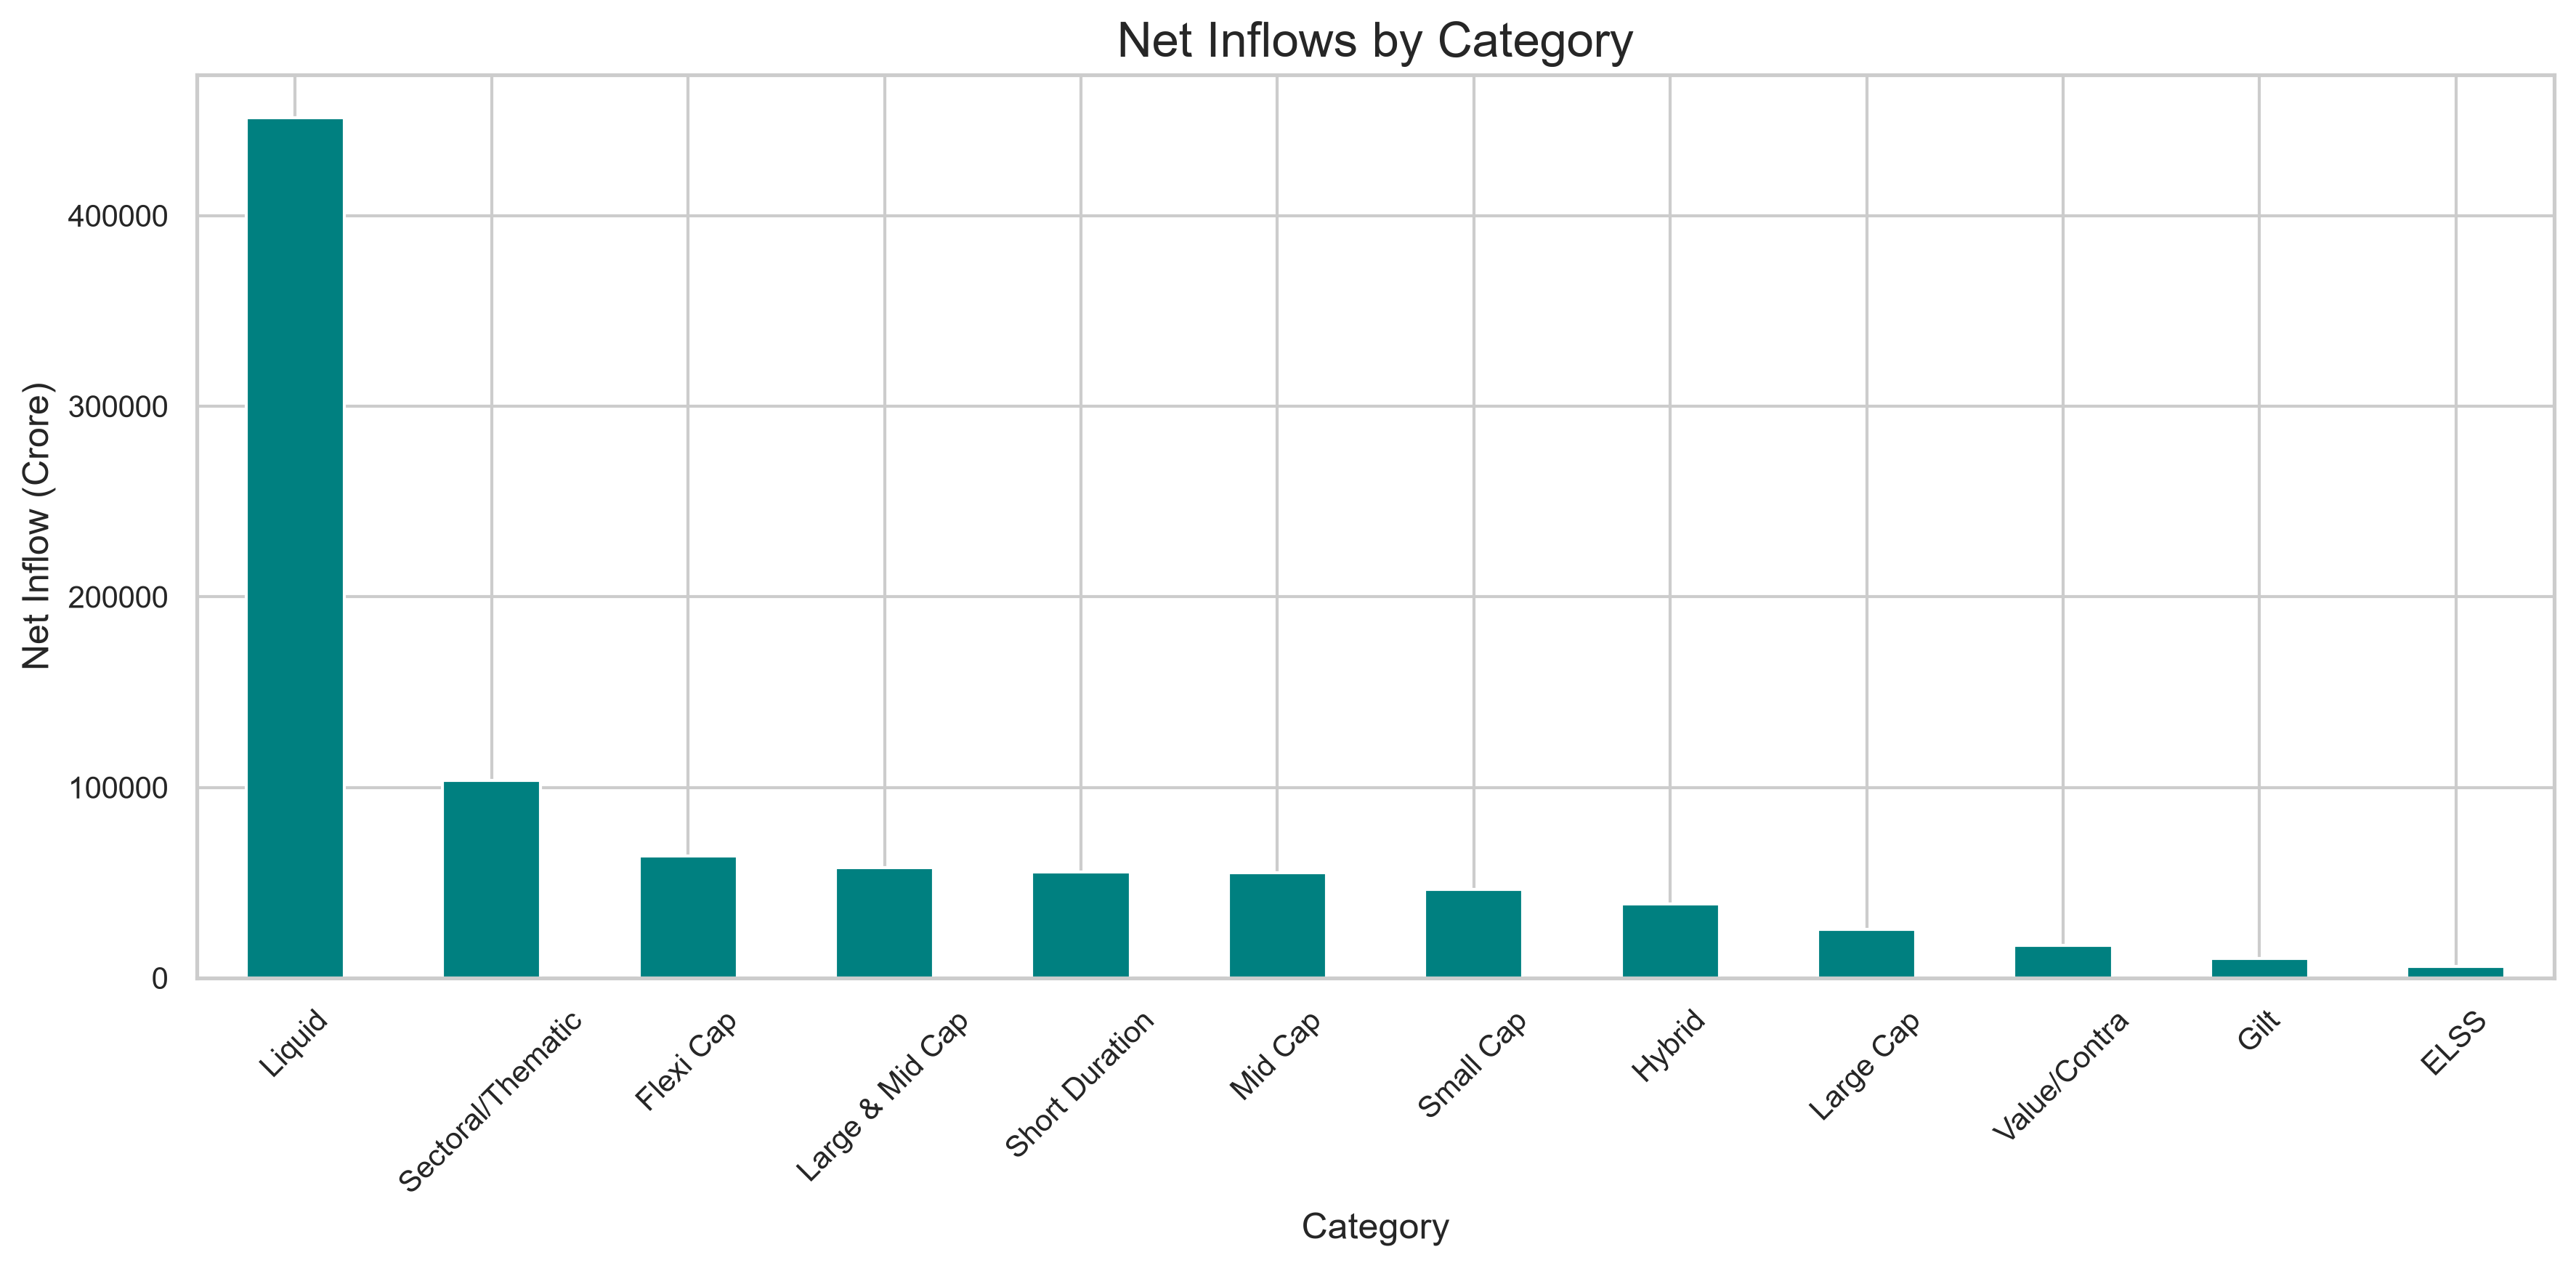 Net Inflows by Category
Net Inflow (Crore)
400000
300000
200000
100000
0
Liquid
Sectoral/Thematic
Flexi Cap
Large & Mid Cap
Short Duration
Mid Cap
Small Cap
Hybrid
Large Cap
Value/Contra
Gilt
ELSS
Category